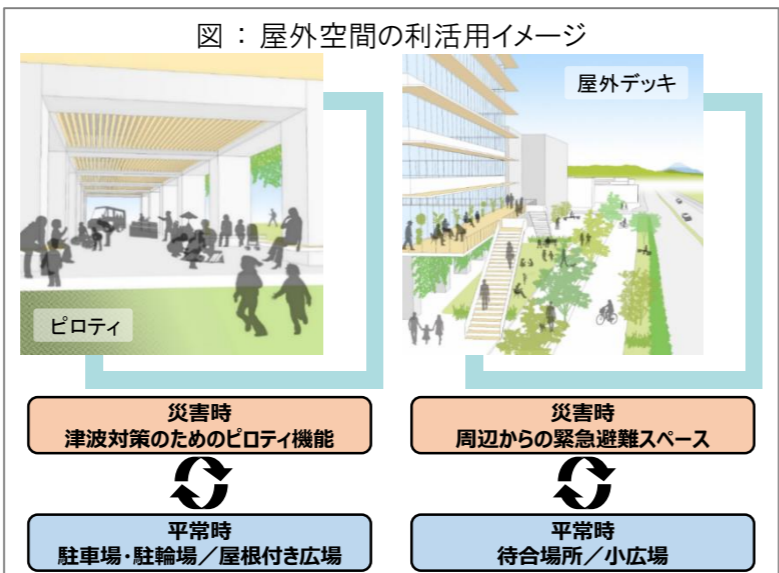 図 : 屋外空間の利活用イメージ
屋外デッキ
ピロティ
災害時
津波対策のためのピロティ機能
平常時
駐車場・駐輪場／屋根付き広場
災害時
周辺からの緊急避難スペース
平常時
待合場所／小広場